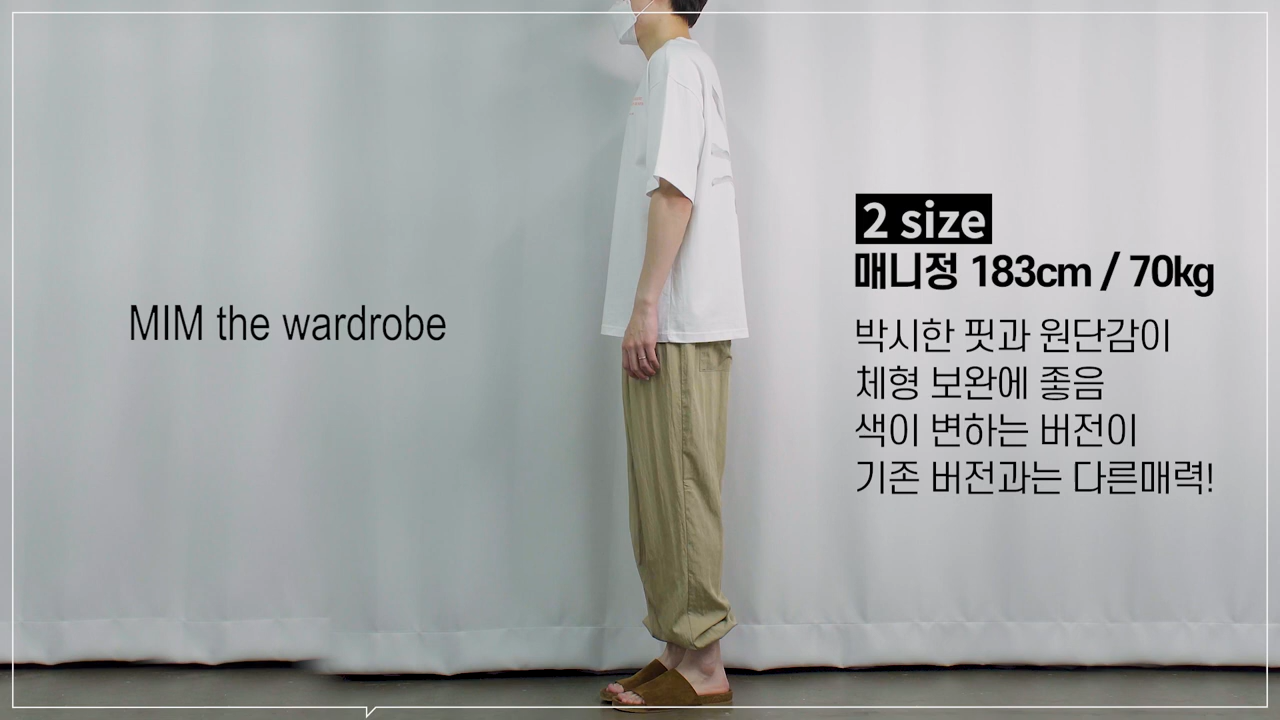 MIM the wardrobe
2 size
매니정 183cm / 70kg
박시한 핏과 원단감이
체형 보완에 좋음
색이 변하는 버전이
기존 버전과는 다른매력!